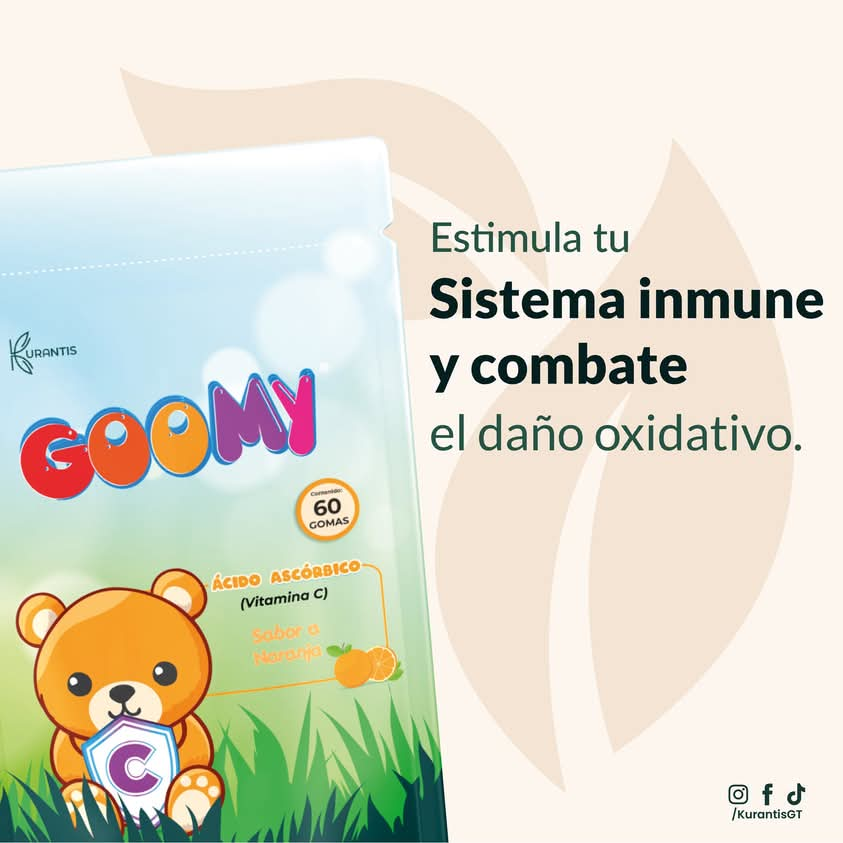 KURANTIS
GOOMY
Contenido:
60
GOMAS
ÁCIDO ASCÓRBICO
(Vitamina C)
Sabor a
Naranja
C
Estimula tu
Sistema inmune
y combate
el daño oxidativo.
/KurantisGT